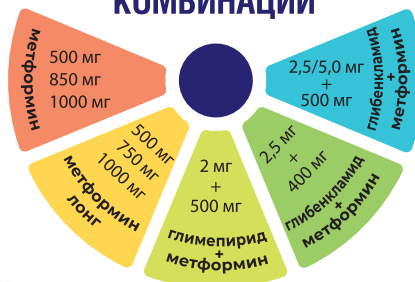 КОМБИНАЦИИ
метформин
500 мг
850 мг
1000 мг
500 мг
750 мг
1000 мг
метформин
лонг
2 мг
+
500 мг
глимепирид
+
метформин
2,5 мг
+
400 мг
глибенкламид
+
метформин
2,5/5,0 мг
+
500 мг
глибенкламид
+
метформин